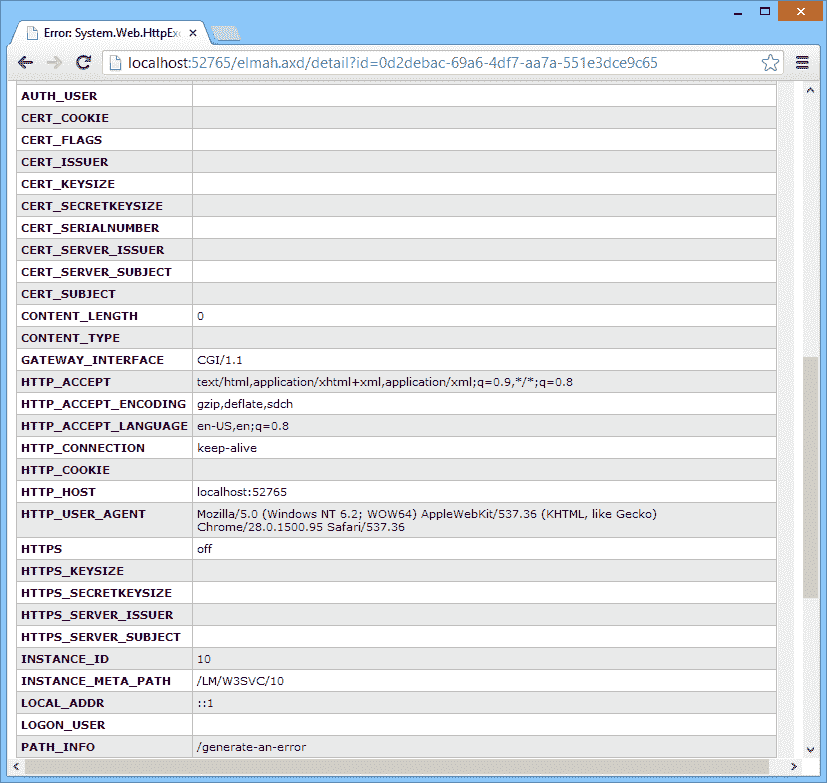 Error: System.Web.HttpEx
localhost:52765/elmah.axd/detail?id=0d2debac-69a6-4df7-aa7a-551e3dce9c65
AUTH_USER
CERT_COOKIE
CERT_FLAGS
CERT_ISSUER
CERT_KEYSIZE
CERT_SECRETKEYSIZE
CERT_SERIALNUMBER
CERT_SERVER_ISSUER
CERT_SERVER_SUBJECT
CERT_SUBJECT
CONTENT_LENGTH 0
CONTENT_TYPE
GATEWAY_INTERFACE CGI/1.1
HTTP_ACCEPT text/html,application/xhtml+xml,application/xml;q=0.9,*/*;q=0.8
HTTP_ACCEPT_ENCODING gzip,deflate,sdch
HTTP_ACCEPT_LANGUAGE en-US,en;q=0.8
HTTP_CONNECTION keep-alive
HTTP_COOKIE
HTTP_HOST localhost:52765
HTTP_USER_AGENT Mozilla/5.0 (Windows NT 6.2; WOW64) AppleWebKit/537.36 (KHTML, like Gecko)
Chrome/28.0.1500.95 Safari/537.36
HTTPS off
HTTPS_KEYSIZE
HTTPS_SECRETKEYSIZE
HTTPS_SERVER_ISSUER
HTTPS_SERVER_SUBJECT
INSTANCE_ID 10
INSTANCE_META_PATH /LM/W3SVC/10
LOCAL_ADDR ::1
LOGON_USER
PATH_INFO /generate-an-error